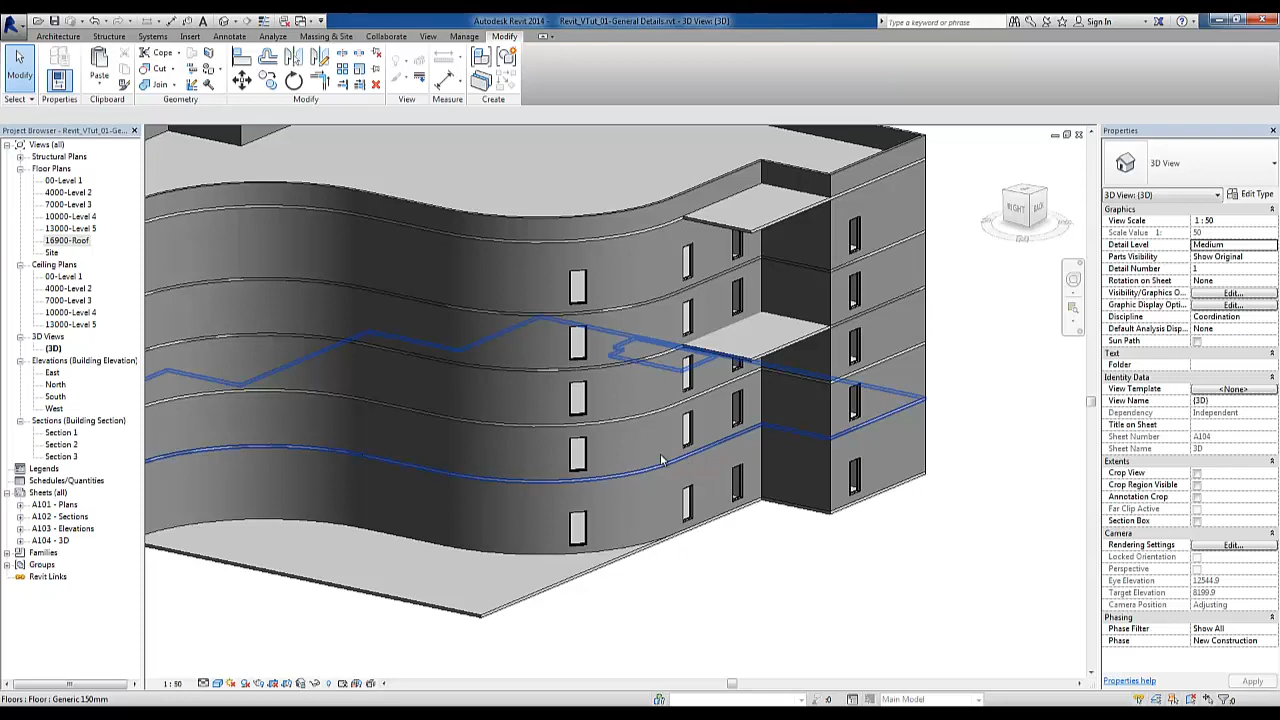 Autodesk Revit 2014 - Revit_VTut_01-General Details.rvt - 3D View: {3D}
Type a keyword or phrase
Sign In
Architecture Structure Systems Insert Annotate Analyze Massing & Site Collaborate View Manage Modify
Modify
Paste
Cope
Cut
Join
Select Properties Clipboard Geometry Modify View Measure Create
Project Browser - Revit_VTut_01-Ge...
Views (all)
Structural Plans
Floor Plans
00-Level 1
4000-Level 2
7000-Level 3
10000-Level 4
13000-Level 5
16900-Roof
Site
Ceiling Plans
00-Level 1
4000-Level 2
7000-Level 3
10000-Level 4
13000-Level 5
3D Views
{3D}
Elevations (Building Elevation)
East
North
South
West
Sections (Building Section)
Section 1
Section 2
Section 3
Legends
Schedules/Quantities
Sheets (all)
A101 - Plans
A102 - Sections
A103 - Elevations
A104 - 3D
Families
Groups
Revit Links
RIGHT
BACK
Properties
3D View
3D View: {3D} Edit Type
Graphics
View Scale 1 : 50
Scale Value 1: 50
Detail Level Medium
Parts Visibility Show Original
Detail Number 1
Rotation on Sheet None
Visibility/Graphics O... Edit...
Graphic Display Opti... Edit...
Discipline Coordination
Default Analysis Disp... None
Sun Path
Text
Folder
Identity Data
View Template <None>
View Name {3D}
Dependency Independent
Title on Sheet
Sheet Number A104
Sheet Name 3D
Extents
Crop View
Crop Region Visible
Annotation Crop
Far Clip Active
Section Box
Camera
Rendering Settings Edit...
Locked Orientation
Perspective
Eye Elevation 12544.9
Target Elevation 8199.9
Camera Position Adjusting
Phasing
Phase Filter Show All
Phase New Construction
Properties help Apply
1 : 50
Floors : Floor : Generic 150mm
:0
Main Model
:0